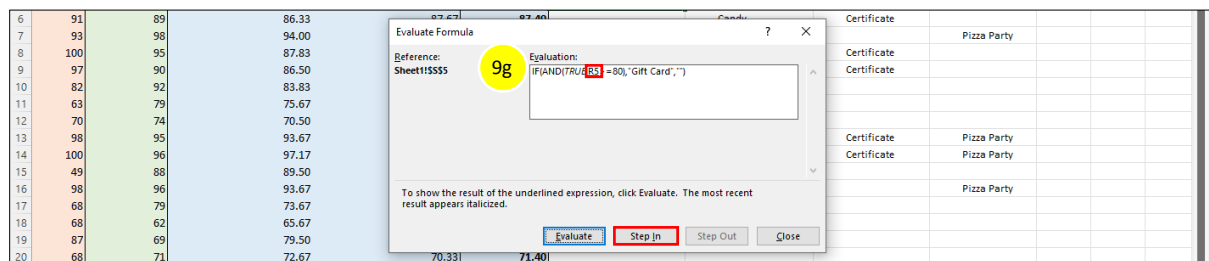 6 91 89 86.33 87.67 87.40 Candy Certificate
7 93 98 94.00 Pizza Party
8 100 95 87.83 Certificate
9 97 90 86.50 Certificate
10 82 92 83.83
11 63 79 75.67
12 70 74 70.50
13 98 95 93.67 Certificate Pizza Party
14 100 96 97.17 Certificate Pizza Party
15 49 88 89.50
16 98 96 93.67 Pizza Party
17 68 79 73.67
18 68 62 65.67
19 87 69 79.50
20 68 71 72.67 70.33 71.40
Evaluate Formula ? ×
Reference:
Sheet1!$S$5
9g
Evaluation:
IF(AND(TRUE,R5>=80),"Gift Card","")
To show the result of the underlined expression, click Evaluate. The most recent
result appears italicized.
Evaluate Step In Step Out Close